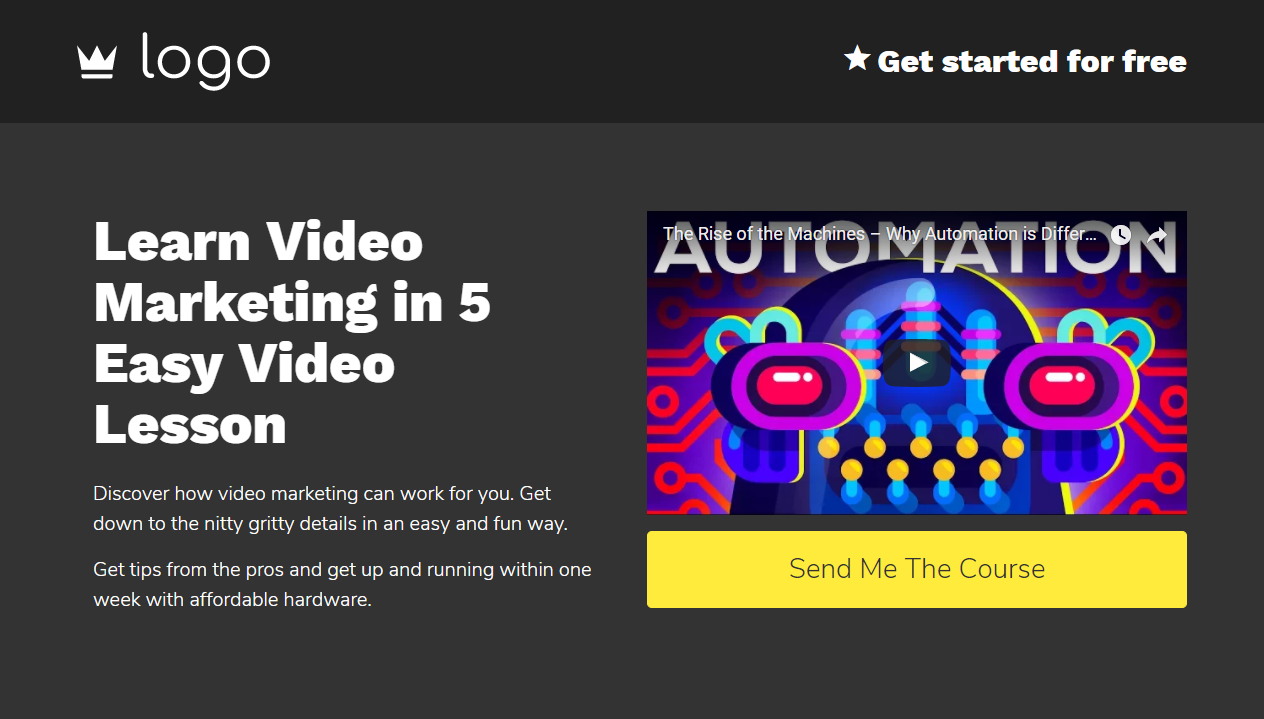 logo
Get started for free
Learn Video
Marketing in 5
Easy Video
Lesson
Discover how video marketing can work for you. Get
down to the nitty gritty details in an easy and fun way.
Get tips from the pros and get up and running within one
week with affordable hardware.
AUTOMATION
The Rise of the Machines – Why Automation is Differ...
Send Me The Course